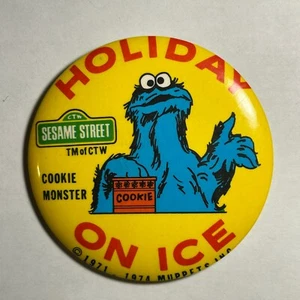 HOLIDAY
CTW
SESAME STREET
TM of CTW
COOKIE
MONSTER
COOKIE
ON ICE
© 1971 - 1974 MUPPETS INC